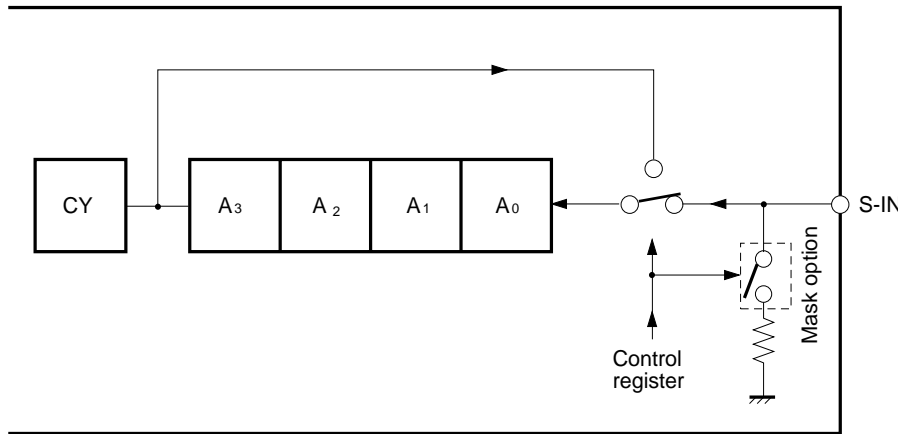 CY
A3
A2
A1
A0
S-IN
Mask option
Control
register